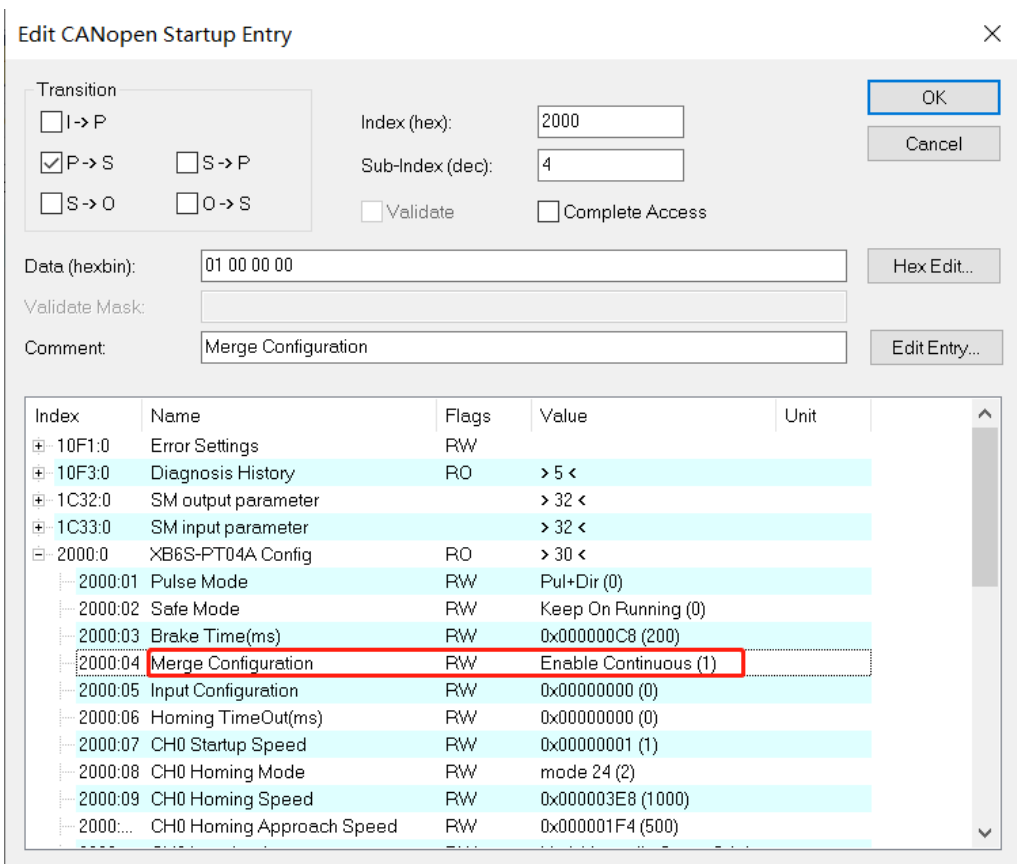 Edit CANopen Startup Entry
Transition
I -> P
P -> S
S -> P
S -> O
O -> S
Index (hex): 2000
Sub-Index (dec): 4
Validate
Complete Access
OK
Cancel
Data (hexbin): 01 00 00 00 Hex Edit...
Validate Mask:
Comment: Merge Configuration Edit Entry...
Index Name Flags Value Unit
10F1:0 Error Settings RW
10F3:0 Diagnosis History RO > 5 <
1C32:0 SM output parameter > 32 <
1C33:0 SM input parameter > 32 <
2000:0 XB6S-PT04A Config RO > 30 <
2000:01 Pulse Mode RW Pul+Dir (0)
2000:02 Safe Mode RW Keep On Running (0)
2000:03 Brake Time(ms) RW 0x000000C8 (200)
2000:04 Merge Configuration RW Enable Continuous (1)
2000:05 Input Configuration RW 0x00000000 (0)
2000:06 Homing TimeOut(ms) RW 0x00000000 (0)
2000:07 CH0 Startup Speed RW 0x00000001 (1)
2000:08 CH0 Homing Mode RW mode 24 (2)
2000:09 CH0 Homing Speed RW 0x000003E8 (1000)
2000:... CH0 Homing Approach Speed RW 0x000001F4 (500)